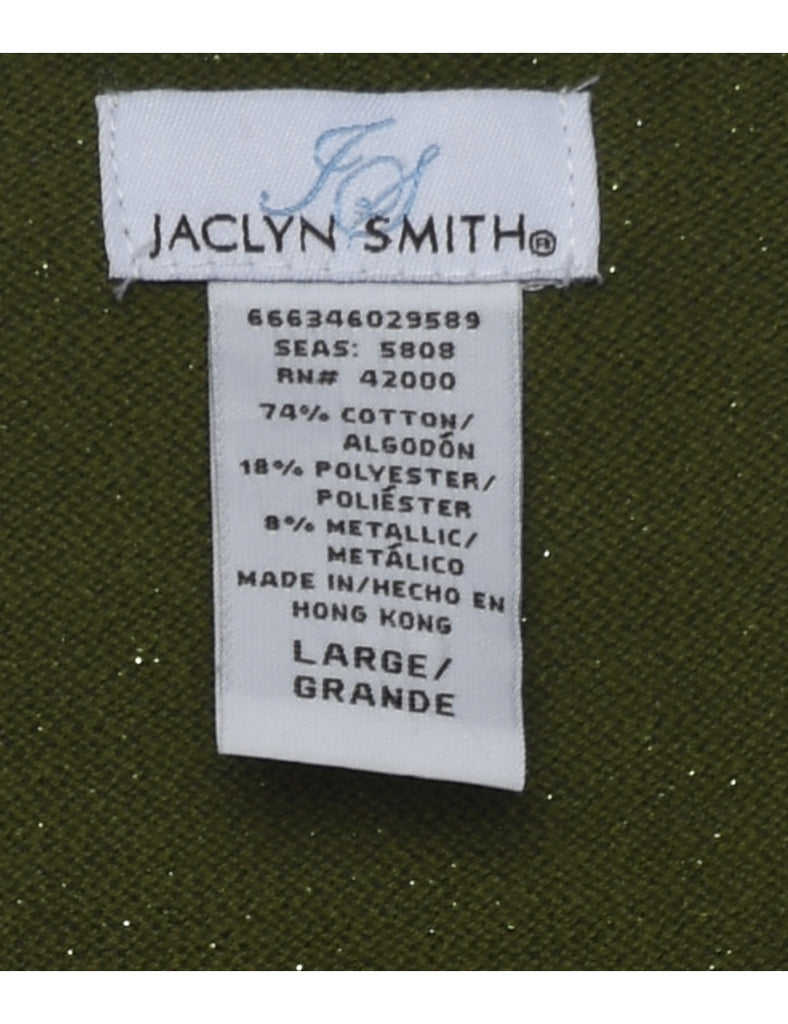 JS
JACLYN SMITH®
666346029589
SEAS: 5808
RN# 42000
74% COTTON/
ALGODÓN
18% POLYESTER/
POLIÉSTER
8% METALLIC/
METÁLICO
MADE IN/HECHO EN
HONG KONG
LARGE/
GRANDE